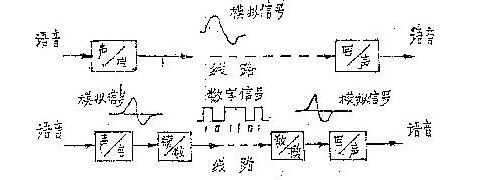 模拟信号
语音 声/电 线路 电/声 语音
模拟信号 数字信号 模拟信号
语音 声/电 模/数 线路 数/模 电/声 语音